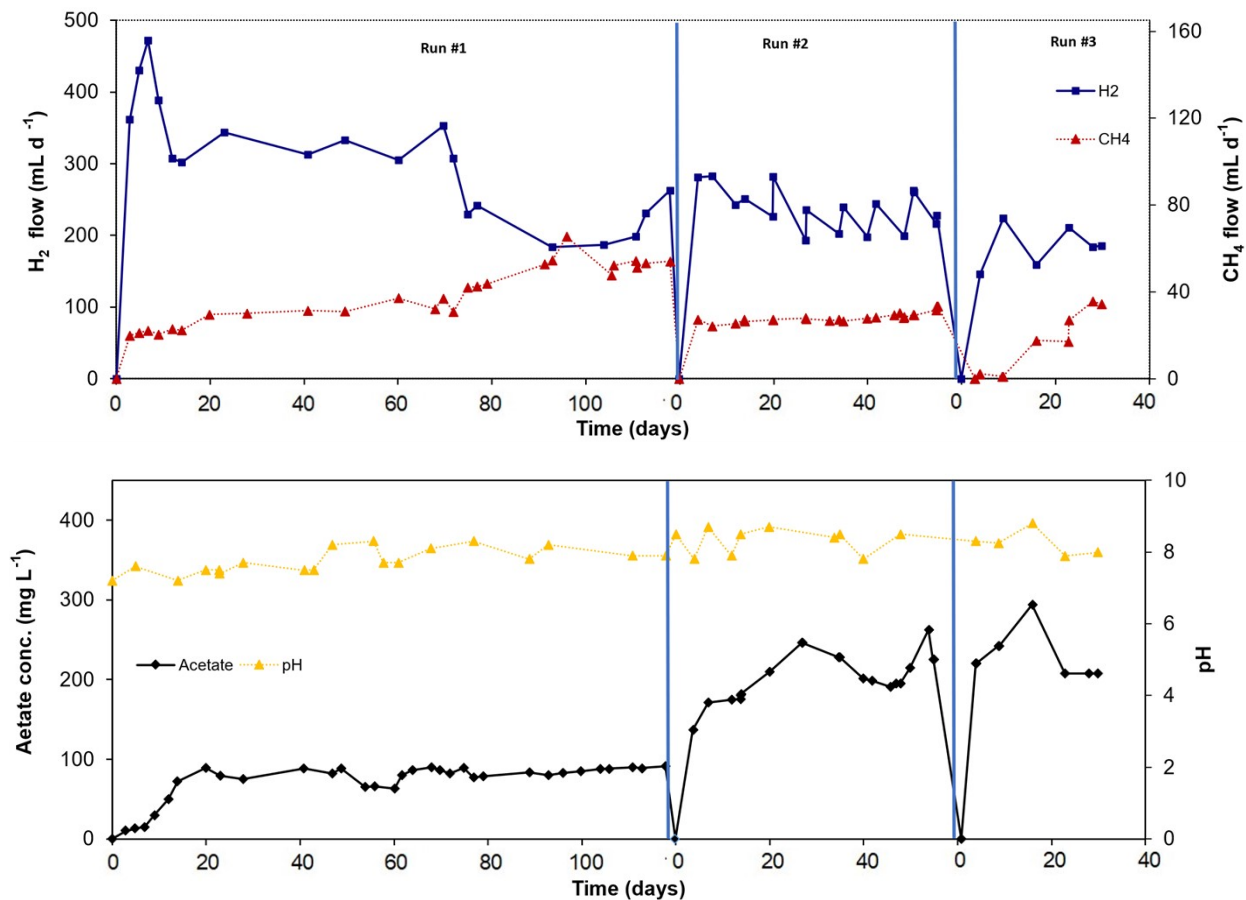 Run #1
Run #2
Run #3
H2
CH4
H₂ flow (mL d⁻¹)
500
400
300
200
100
0
CH₄ flow (mL d⁻¹)
160
120
80
40
0
0 20 40 60 80 100 0 20 40 0 20 40
Time (days)
Aetate conc. (mg L⁻¹)
400
300
200
100
0
Acetate
pH
pH
10
8
6
4
2
0
0 20 40 60 80 100 0 20 40 0 20 40
Time (days)